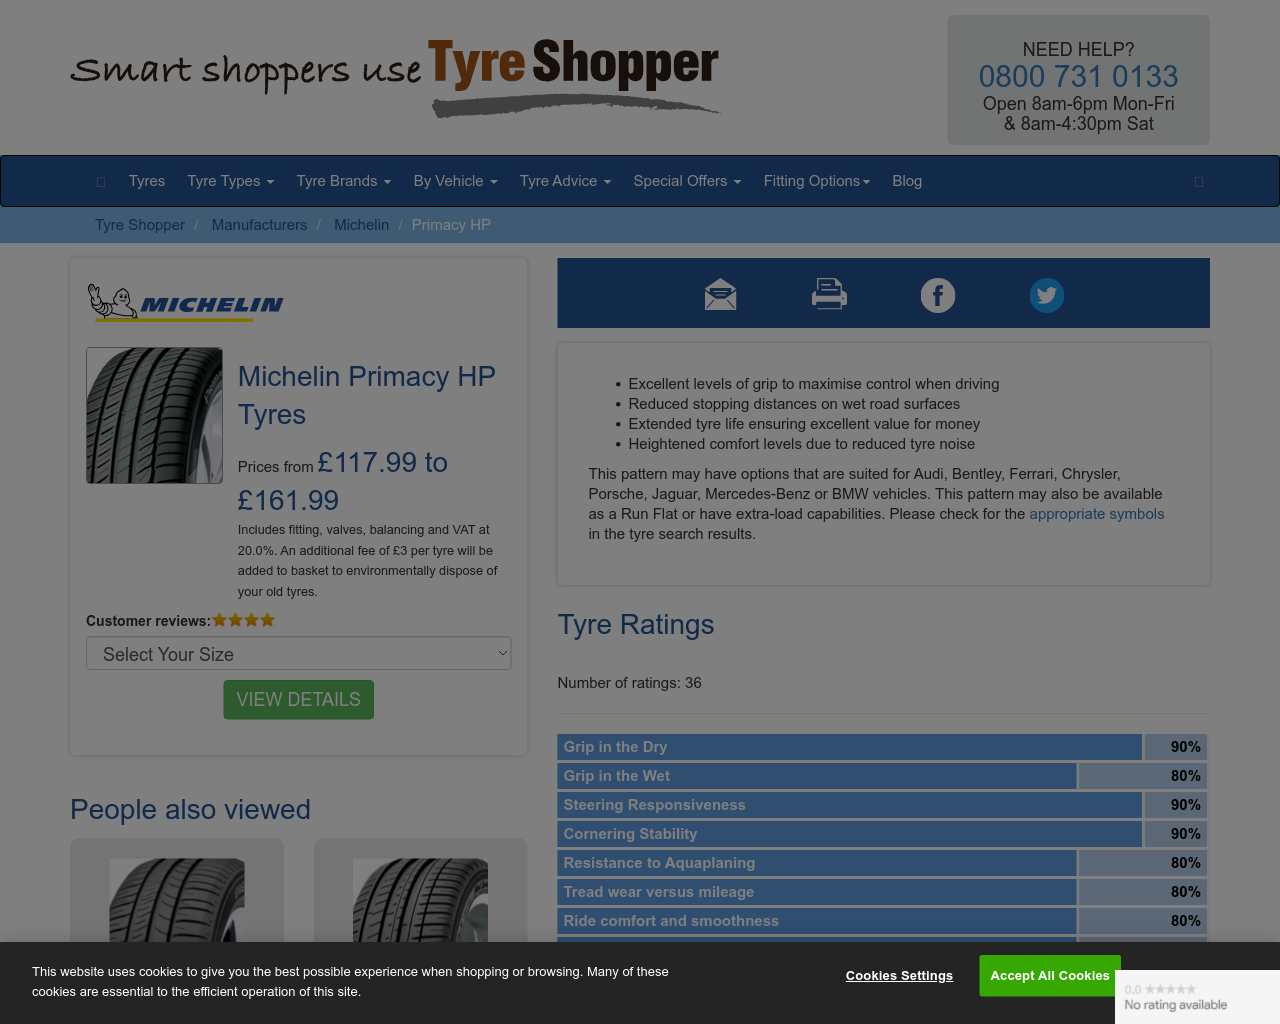 Smart shoppers use Tyre Shopper
NEED HELP?
0800 731 0133
Open 8am-6pm Mon-Fri
& 8am-4:30pm Sat
Tyres Tyre Types Tyre Brands By Vehicle Tyre Advice Special Offers Fitting Options Blog
Tyre Shopper / Manufacturers / Michelin / Primacy HP
MICHELIN
Michelin Primacy HP
Tyres
Prices from £117.99 to
£161.99
Includes fitting, valves, balancing and VAT at
20.0%. An additional fee of £3 per tyre will be
added to basket to environmentally dispose of
your old tyres.
Customer reviews:
Select Your Size
VIEW DETAILS
People also viewed
• Excellent levels of grip to maximise control when driving
• Reduced stopping distances on wet road surfaces
• Extended tyre life ensuring excellent value for money
• Heightened comfort levels due to reduced tyre noise
This pattern may have options that are suited for Audi, Bentley, Ferrari, Chrysler,
Porsche, Jaguar, Mercedes-Benz or BMW vehicles. This pattern may also be available
as a Run Flat or have extra-load capabilities. Please check for the appropriate symbols
in the tyre search results.
Tyre Ratings
Number of ratings: 36
Grip in the Dry 90%
Grip in the Wet 80%
Steering Responsiveness 90%
Cornering Stability 90%
Resistance to Aquaplaning 80%
Tread wear versus mileage 80%
Ride comfort and smoothness 80%
This website uses cookies to give you the best possible experience when shopping or browsing. Many of these
cookies are essential to the efficient operation of this site.
Cookies Settings
Accept All Cookies
0.0 ★★★★★
No rating available